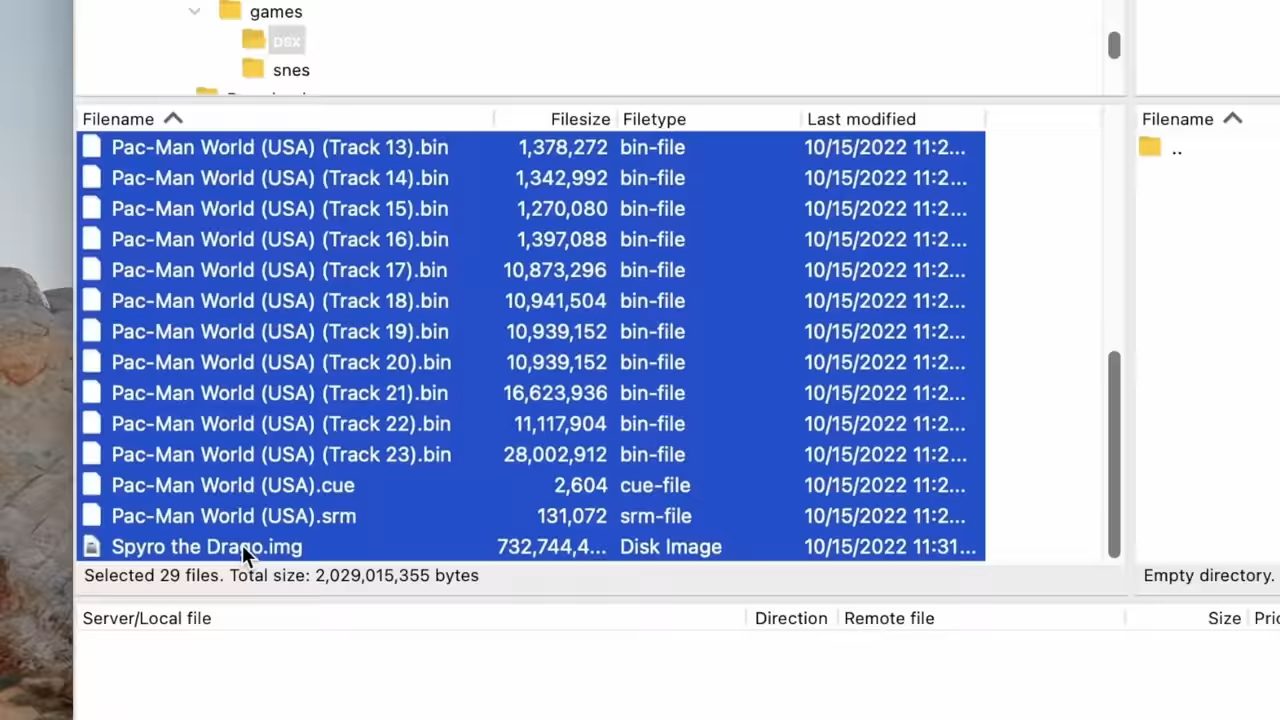 games
psx
snes
Filename Filesize Filetype Last modified Filename
Pac-Man World (USA) (Track 13).bin 1,378,272 bin-file 10/15/2022 11:2... ..
Pac-Man World (USA) (Track 14).bin 1,342,992 bin-file 10/15/2022 11:2...
Pac-Man World (USA) (Track 15).bin 1,270,080 bin-file 10/15/2022 11:2...
Pac-Man World (USA) (Track 16).bin 1,397,088 bin-file 10/15/2022 11:2...
Pac-Man World (USA) (Track 17).bin 10,873,296 bin-file 10/15/2022 11:2...
Pac-Man World (USA) (Track 18).bin 10,941,504 bin-file 10/15/2022 11:2...
Pac-Man World (USA) (Track 19).bin 10,939,152 bin-file 10/15/2022 11:2...
Pac-Man World (USA) (Track 20).bin 10,939,152 bin-file 10/15/2022 11:2...
Pac-Man World (USA) (Track 21).bin 16,623,936 bin-file 10/15/2022 11:2...
Pac-Man World (USA) (Track 22).bin 11,117,904 bin-file 10/15/2022 11:2...
Pac-Man World (USA) (Track 23).bin 28,002,912 bin-file 10/15/2022 11:2...
Pac-Man World (USA).cue 2,604 cue-file 10/15/2022 11:2...
Pac-Man World (USA).srm 131,072 srm-file 10/15/2022 11:2...
Spyro the Drago.img 732,744,4... Disk Image 10/15/2022 11:31...
Selected 29 files. Total size: 2,029,015,355 bytes Empty directory.
Server/Local file Direction Remote file Size